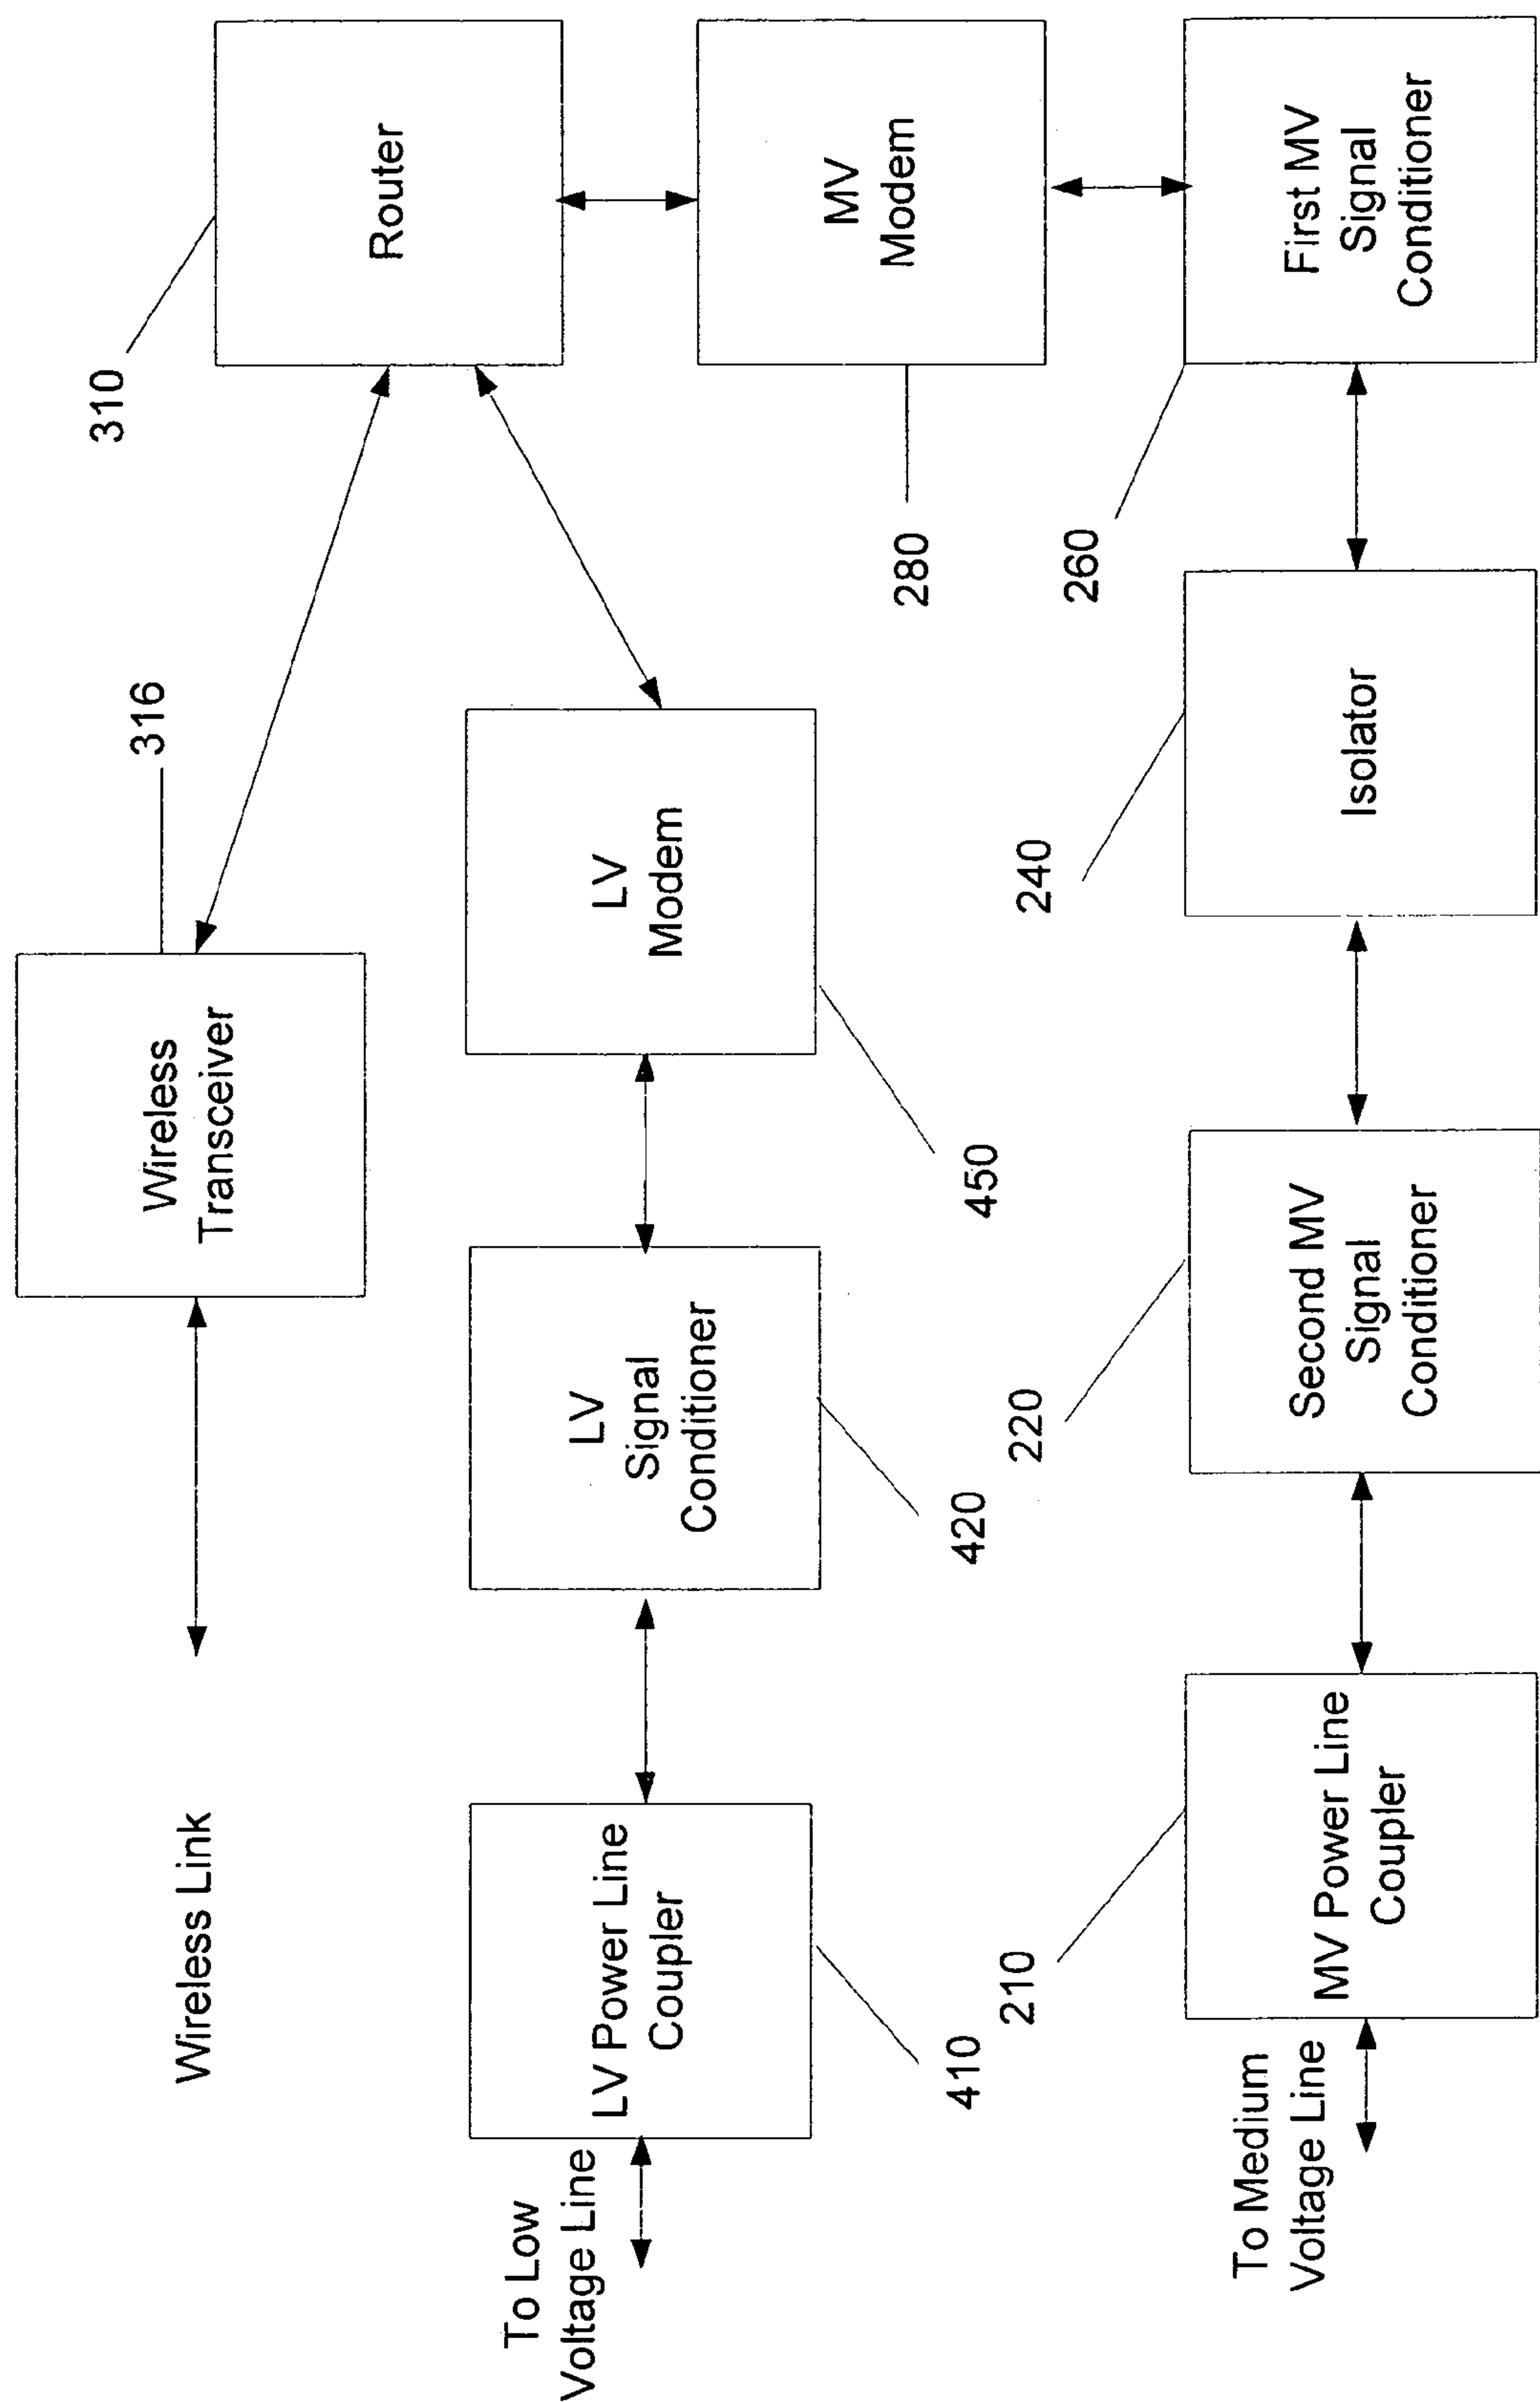 Wireless Link
Wireless
Transceiver
316
310
Router
To Low
Voltage Line
LV Power Line
Coupler
410
LV
Signal
Conditioner
420
LV
Modem
450
280
MV
Modem
To Medium
Voltage Line
210
MV Power Line
Coupler
220
Second MV
Signal
Conditioner
240
Isolator
260
First MV
Signal
Conditioner